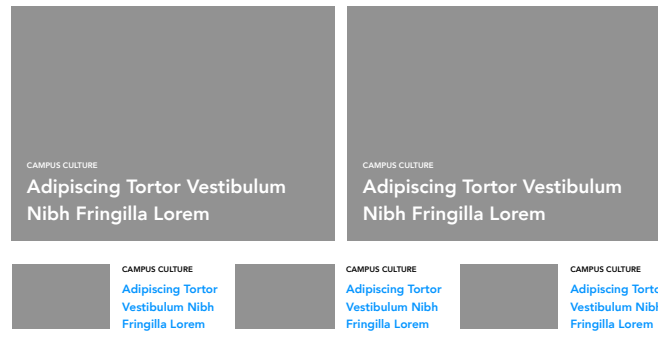 CAMPUS CULTURE
Adipiscing Tortor Vestibulum
Nibh Fringilla Lorem
CAMPUS CULTURE
Adipiscing Tortor Vestibulum
Nibh Fringilla Lorem
CAMPUS CULTURE
Adipiscing Tortor
Vestibulum Nibh
Fringilla Lorem
CAMPUS CULTURE
Adipiscing Tortor
Vestibulum Nibh
Fringilla Lorem
CAMPUS CULTURE
Adipiscing
Vestibulum
Fringilla Lorem